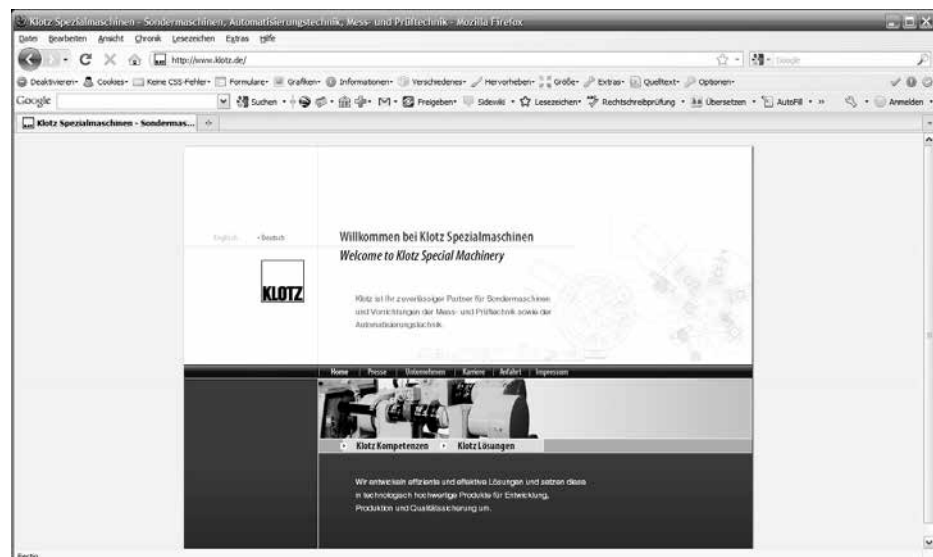 Klotz Spezialmaschinen - Sondermaschinen, Automatisierungstechnik, Mess- und Prüftechnik - Mozilla Firefox
Datei Bearbeiten Ansicht Chronik Lesezeichen Extras Hilfe
http://www.klotz.de/ Google
Deaktivieren Cookies Keine CSS-Fehler Formulare Grafiken Informationen Verschiedenes Hervorheben Größe Extras Quelltext Optionen
Google Suchen Freigeben Sidewiki Lesezeichen Rechtschreibprüfung Übersetzen AutoFill » Anmelden
Klotz Spezialmaschinen - Sondermas...
Englisch • Deutsch
Willkommen bei Klotz Spezialmaschinen
Welcome to Klotz Special Machinery
KLOTZ
Klotz ist Ihr zuverlässiger Partner für Sondermaschinen
und Vorrichtungen der Mess- und Prüftechnik sowie der
Automatisierungstechnik.
Home | Presse | Unternehmen | Karriere | Anfahrt | Impressum
Klotz Kompetenzen Klotz Lösungen
Wir entwickeln effiziente und effektive Lösungen und setzen diese
in technologisch hochwertige Produkte für Entwicklung,
Produktion und Qualitätssicherung um.
Fertig